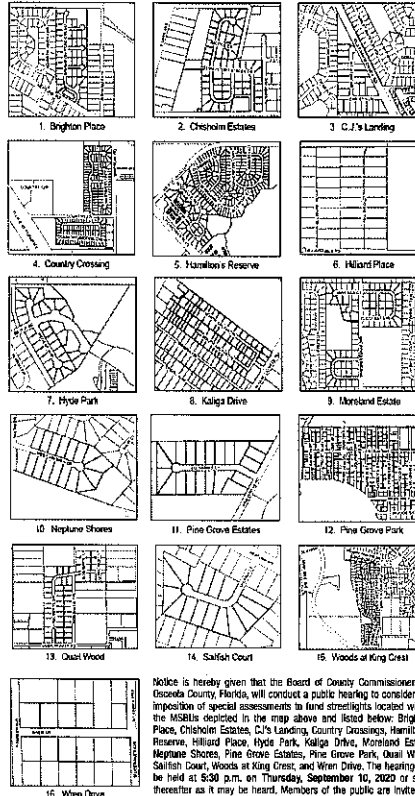 1. Brighton Place
2. Chisholm Estates
3. C.J.'s Landing
4. Country Crossing
5. Hamilton's Reserve
6. Hilliard Place
7. Hyde Park
8. Kaliga Drive
9. Moreland Estate
10. Neptune Shores
11. Pine Grove Estates
12. Pine Grove Park
13. Quail Wood
14. Sailfish Court
15. Woods at King Crest
16. Wren Drive
Notice is hereby given that the Board of County Commissioner
Osceola County, Florida, will conduct a public hearing to consider
imposition of special assessments to fund streetlights located wi
the MSBUs depicted in the map above and listed below: Brig
Place, Chisholm Estates, CJ's Landing, Country Crossings, Hamilt
Reserve, Hilliard Place, Hyde Park, Kaliga Drive, Moreland Est
Neptune Shores, Pine Grove Estates, Pine Grove Park, Quail W
Sailfish Court, Woods at King Crest, and Wren Drive. The hearing
be held at 5:30 p.m. on Thursday, September 10, 2020 or s
thereafter as it may be heard. Members of the public are invite